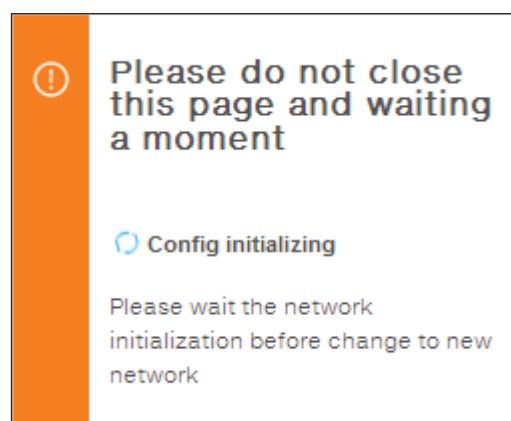 Please do not close
this page and waiting
a moment
Config initializing
Please wait the network
initialization before change to new
network